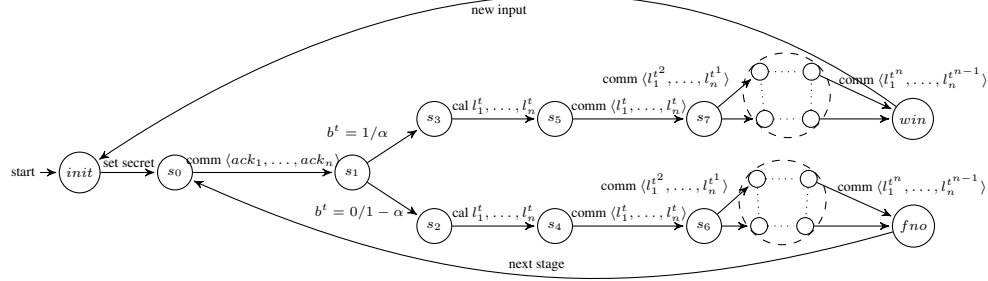 new input
comm ⟨l_1^{t^2}, . . . , l_n^{t^1}⟩
comm ⟨l_1^{t^n}, . . . , l_n^{t^{n-1}}⟩
s_3
cal l_1^t, . . . , l_n^t
s_5
comm ⟨l_1^t, . . . , l_n^t⟩
s_7
win
b^t = 1/α
start
init
set secret
s_0
comm ⟨ack_1, . . . , ack_n⟩
s_1
comm ⟨l_1^{t^2}, . . . , l_n^{t^1}⟩
comm ⟨l_1^{t^n}, . . . , l_n^{t^{n-1}}⟩
b^t = 0/1 − α
s_2
cal l_1^t, . . . , l_n^t
s_4
comm ⟨l_1^t, . . . , l_n^t⟩
s_6
fno
next stage